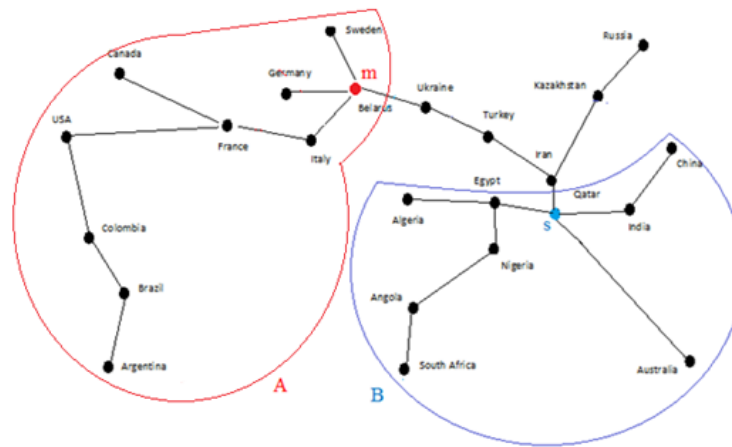 Sweden
Russia
Canada
m
Germany
Kazakhstan
Ukraine
Belarus
USA
Turkey
France
Italy
Iran
China
Egypt
Qatar
Algeria
S
India
Colombia
Nigeria
Brazil
Angola
Argentina
South Africa
Australia
A
B